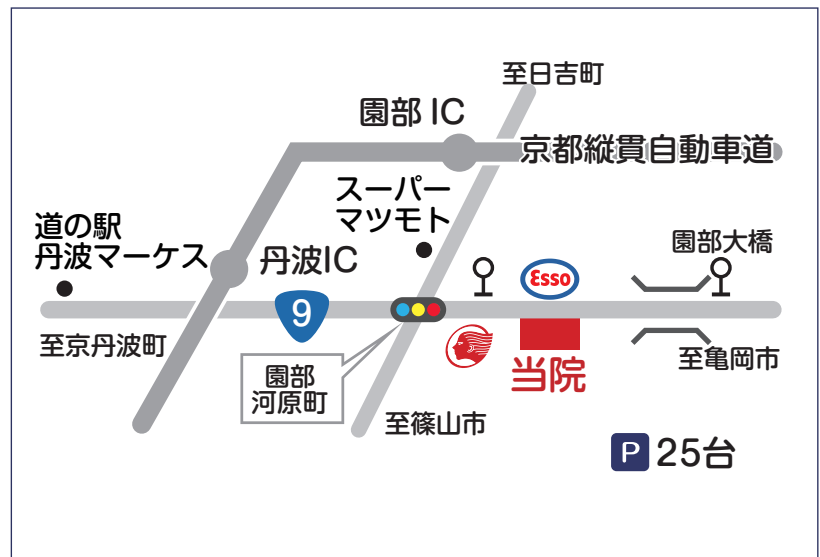 至日吉町
園部 IC
京都縦貫自動車道
スーパー
マツモト
道の駅
丹波マーケス
丹波IC
園部大橋
Esso
9
至京丹波町
園部
河原町
当院
至亀岡市
至篠山市
P 25台